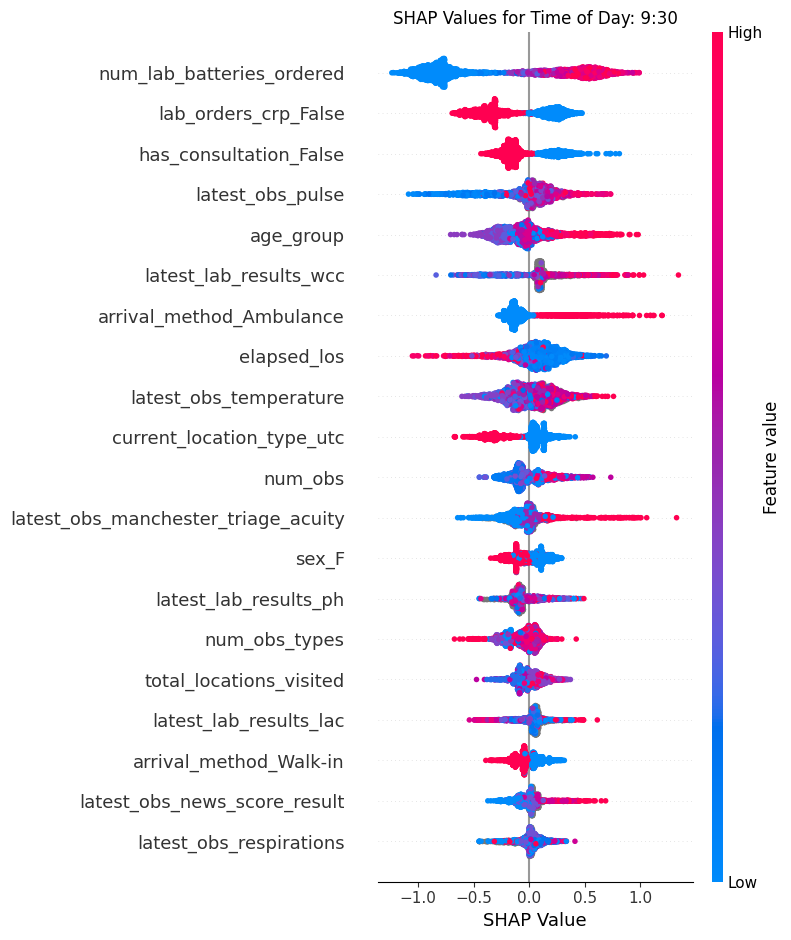 SHAP Values for Time of Day: 9:30
High
num_lab_batteries_ordered
lab_orders_crp_False
has_consultation_False
latest_obs_pulse
age_group
latest_lab_results_wcc
arrival_method_Ambulance
elapsed_los
latest_obs_temperature
current_location_type_utc
num_obs
latest_obs_manchester_triage_acuity
sex_F
latest_lab_results_ph
num_obs_types
total_locations_visited
latest_lab_results_lac
arrival_method_Walk-in
latest_obs_news_score_result
latest_obs_respirations
Feature value
Low
−1.0 −0.5 0.0 0.5 1.0
SHAP Value